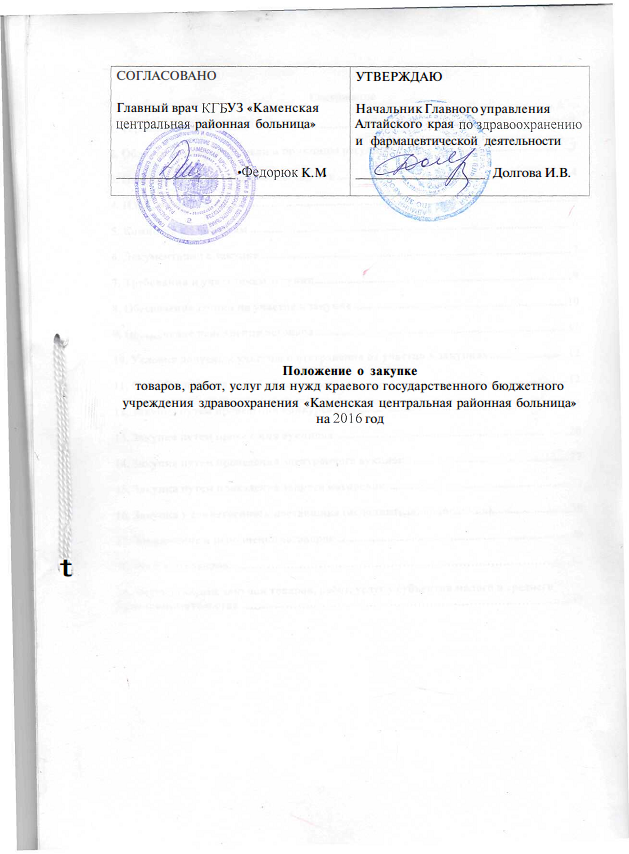 СОГЛАСОВАНО
Главный врач КГБУЗ «Каменская
центральная районная больница»
•Федорюк К.М
УТВЕРЖДАЮ
Начальник Главного управления
Алтайского края по здравоохранению
и фармацевтической деятельности
Долгова И.В.
Положение о закупке
товаров, работ, услуг для нужд краевого государственного бюджетного
учреждения здравоохранения «Каменская центральная районная больница»
на 2016 год
t